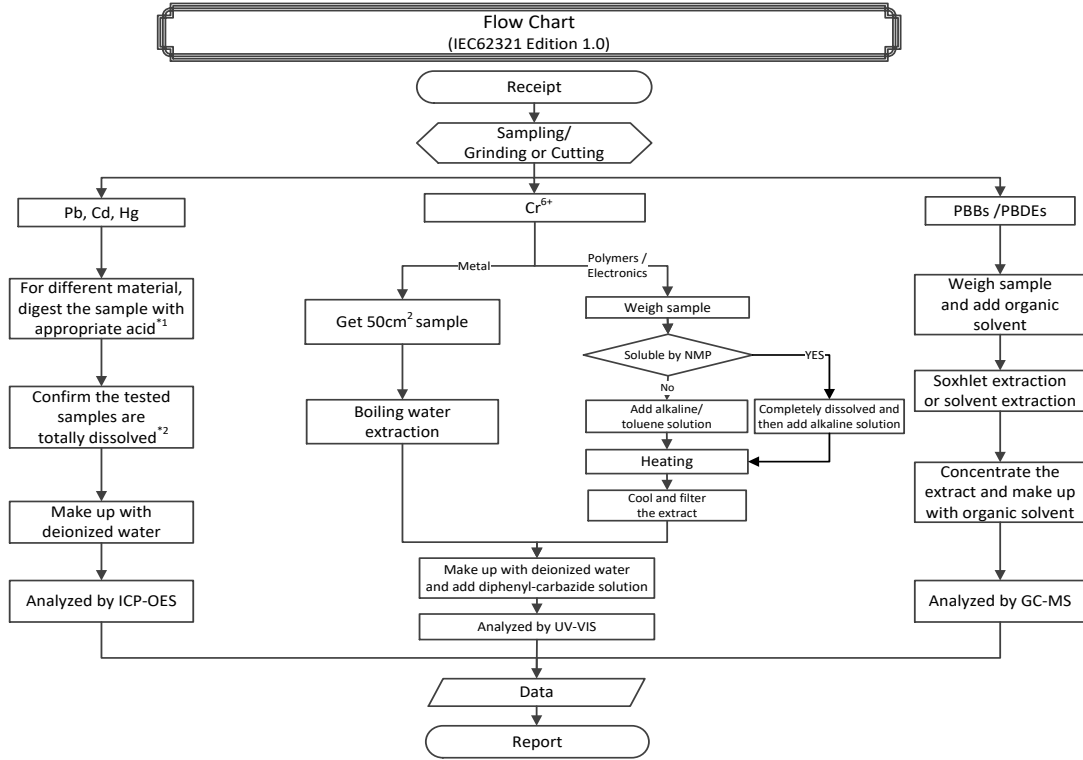 Flow Chart
(IEC62321 Edition 1.0)
Receipt
Sampling/
Grinding or Cutting
Pb, Cd, Hg
For different material,
digest the sample with
appropriate acid*1
Confirm the tested
samples are
totally dissolved*2
Make up with
deionized water
Analyzed by ICP-OES
Cr6+
Metal
Get 50cm2 sample
Boiling water
extraction
Polymers /
Electronics
Weigh sample
Soluble by NMP
YES
No
Add alkaline/
toluene solution
Completely dissolved and
then add alkaline solution
Heating
Cool and filter
the extract
Make up with deionized water
and add diphenyl-carbazide solution
Analyzed by UV-VIS
PBBs /PBDEs
Weigh sample
and add organic
solvent
Soxhlet extraction
or solvent extraction
Concentrate the
extract and make up
with organic solvent
Analyzed by GC-MS
Data
Report